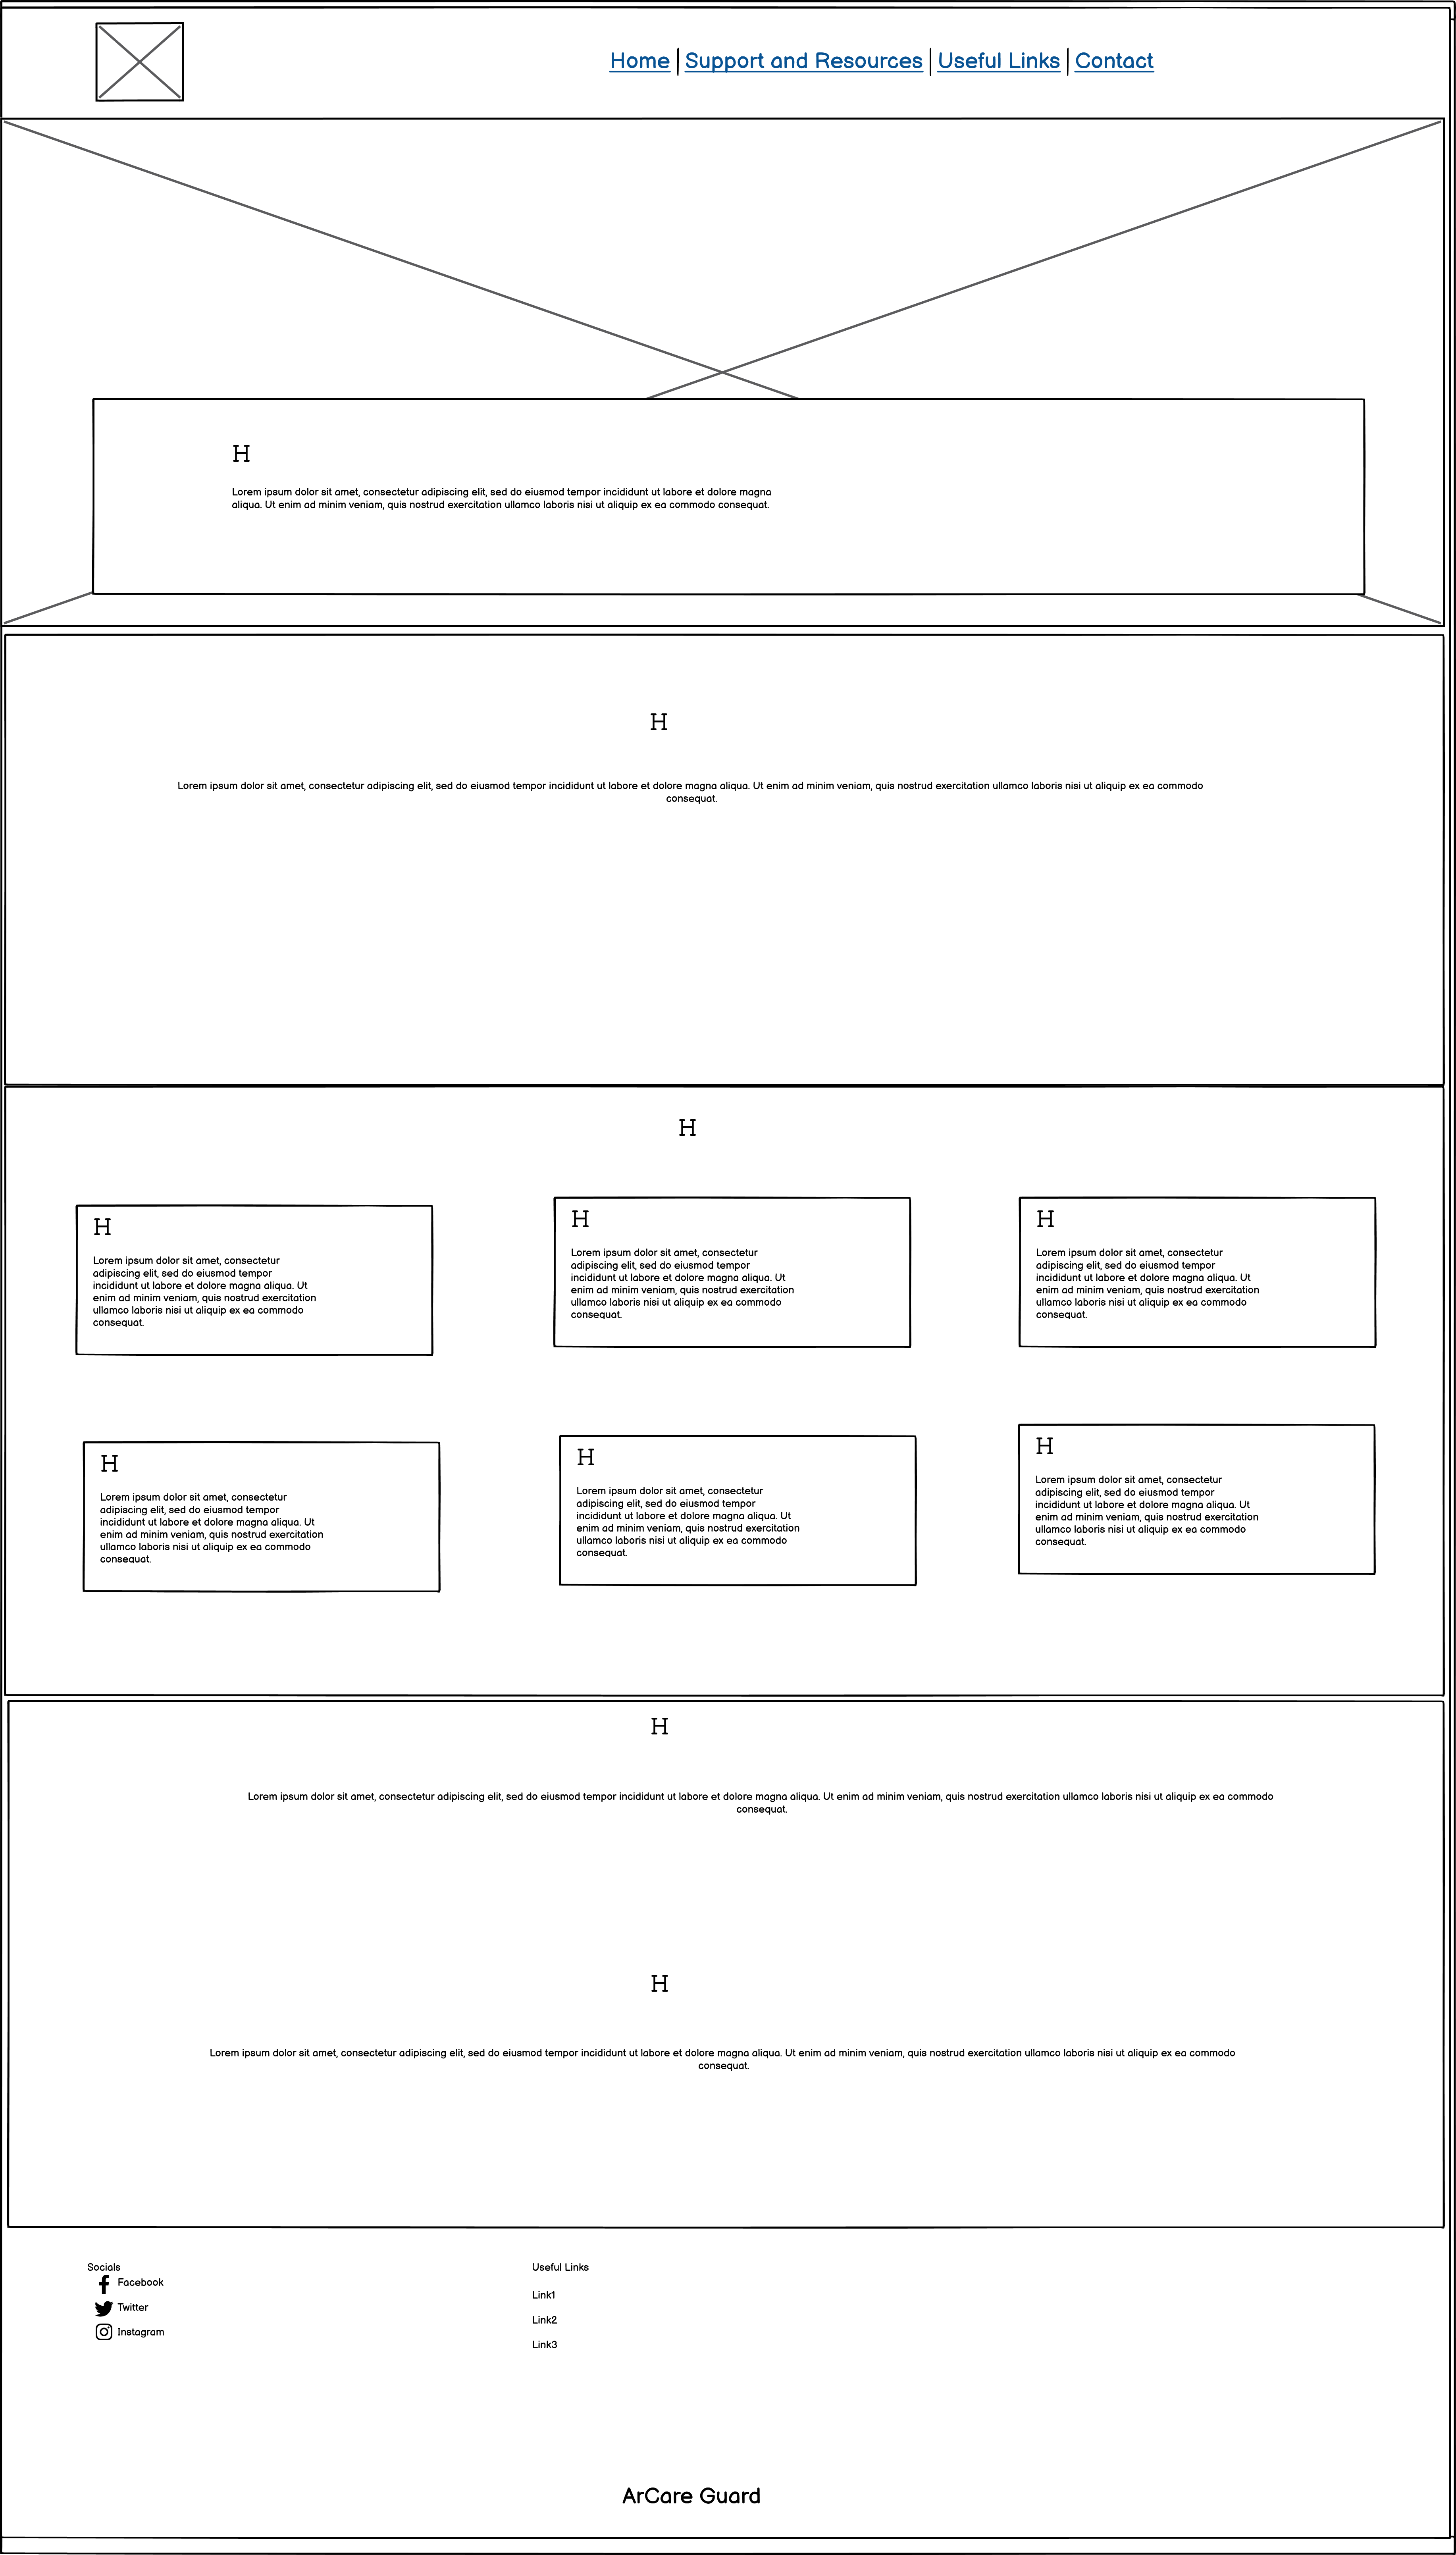 Home | Support and Resources | Useful Links | Contact
H
Lorem ipsum dolor sit amet, consectetur adipiscing elit, sed do eiusmod tempor incididunt ut labore et dolore magna
aliqua. Ut enim ad minim veniam, quis nostrud exercitation ullamco laboris nisi ut aliquip ex ea commodo consequat.
H
Lorem ipsum dolor sit amet, consectetur adipiscing elit, sed do eiusmod tempor incididunt ut labore et dolore magna aliqua. Ut enim ad minim veniam, quis nostrud exercitation ullamco laboris nisi ut aliquip ex ea commodo
consequat.
H
H
Lorem ipsum dolor sit amet, consectetur
adipiscing elit, sed do eiusmod tempor
incididunt ut labore et dolore magna aliqua. Ut
enim ad minim veniam, quis nostrud exercitation
ullamco laboris nisi ut aliquip ex ea commodo
consequat.
H
Lorem ipsum dolor sit amet, consectetur
adipiscing elit, sed do eiusmod tempor
incididunt ut labore et dolore magna aliqua. Ut
enim ad minim veniam, quis nostrud exercitation
ullamco laboris nisi ut aliquip ex ea commodo
consequat.
H
Lorem ipsum dolor sit amet, consectetur
adipiscing elit, sed do eiusmod tempor
incididunt ut labore et dolore magna aliqua. Ut
enim ad minim veniam, quis nostrud exercitation
ullamco laboris nisi ut aliquip ex ea commodo
consequat.
H
Lorem ipsum dolor sit amet, consectetur
adipiscing elit, sed do eiusmod tempor
incididunt ut labore et dolore magna aliqua. Ut
enim ad minim veniam, quis nostrud exercitation
ullamco laboris nisi ut aliquip ex ea commodo
consequat.
H
Lorem ipsum dolor sit amet, consectetur
adipiscing elit, sed do eiusmod tempor
incididunt ut labore et dolore magna aliqua. Ut
enim ad minim veniam, quis nostrud exercitation
ullamco laboris nisi ut aliquip ex ea commodo
consequat.
H
Lorem ipsum dolor sit amet, consectetur
adipiscing elit, sed do eiusmod tempor
incididunt ut labore et dolore magna aliqua. Ut
enim ad minim veniam, quis nostrud exercitation
ullamco laboris nisi ut aliquip ex ea commodo
consequat.
H
Lorem ipsum dolor sit amet, consectetur adipiscing elit, sed do eiusmod tempor incididunt ut labore et dolore magna aliqua. Ut enim ad minim veniam, quis nostrud exercitation ullamco laboris nisi ut aliquip ex ea commodo
consequat.
H
Lorem ipsum dolor sit amet, consectetur adipiscing elit, sed do eiusmod tempor incididunt ut labore et dolore magna aliqua. Ut enim ad minim veniam, quis nostrud exercitation ullamco laboris nisi ut aliquip ex ea commodo
consequat.
Socials
Facebook
Twitter
Instagram
Useful Links
Link1
Link2
Link3
ArCare Guard